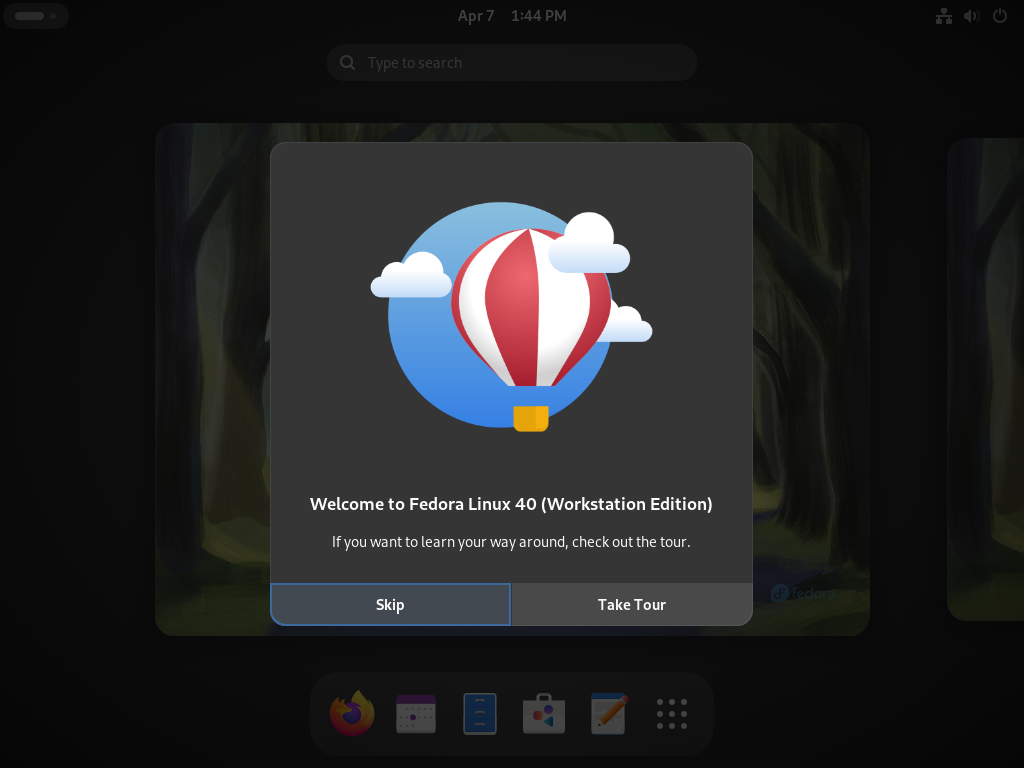 Apr 7 1:44 PM
Type to search
Welcome to Fedora Linux 40 (Workstation Edition)
If you want to learn your way around, check out the tour.
fedora
Skip
Take Tour